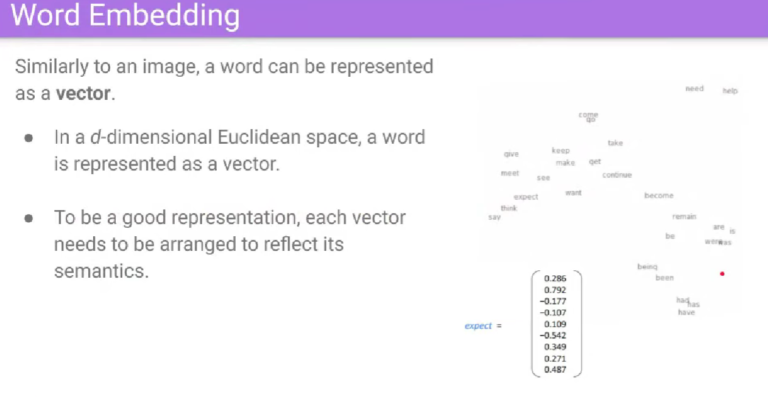 Word Embedding
Similarly to an image, a word can be represented
as a vector.
● In a d-dimensional Euclidean space, a word
is represented as a vector.
● To be a good representation, each vector
needs to be arranged to reflect its
semantics.
need help
come
go
take
give keep
make get
meet see continue
expect want become
think
say remain
are is
be were was
being
been
had has
have
expect =
0.286
0.792
-0.177
-0.107
0.109
-0.542
0.349
0.271
0.487